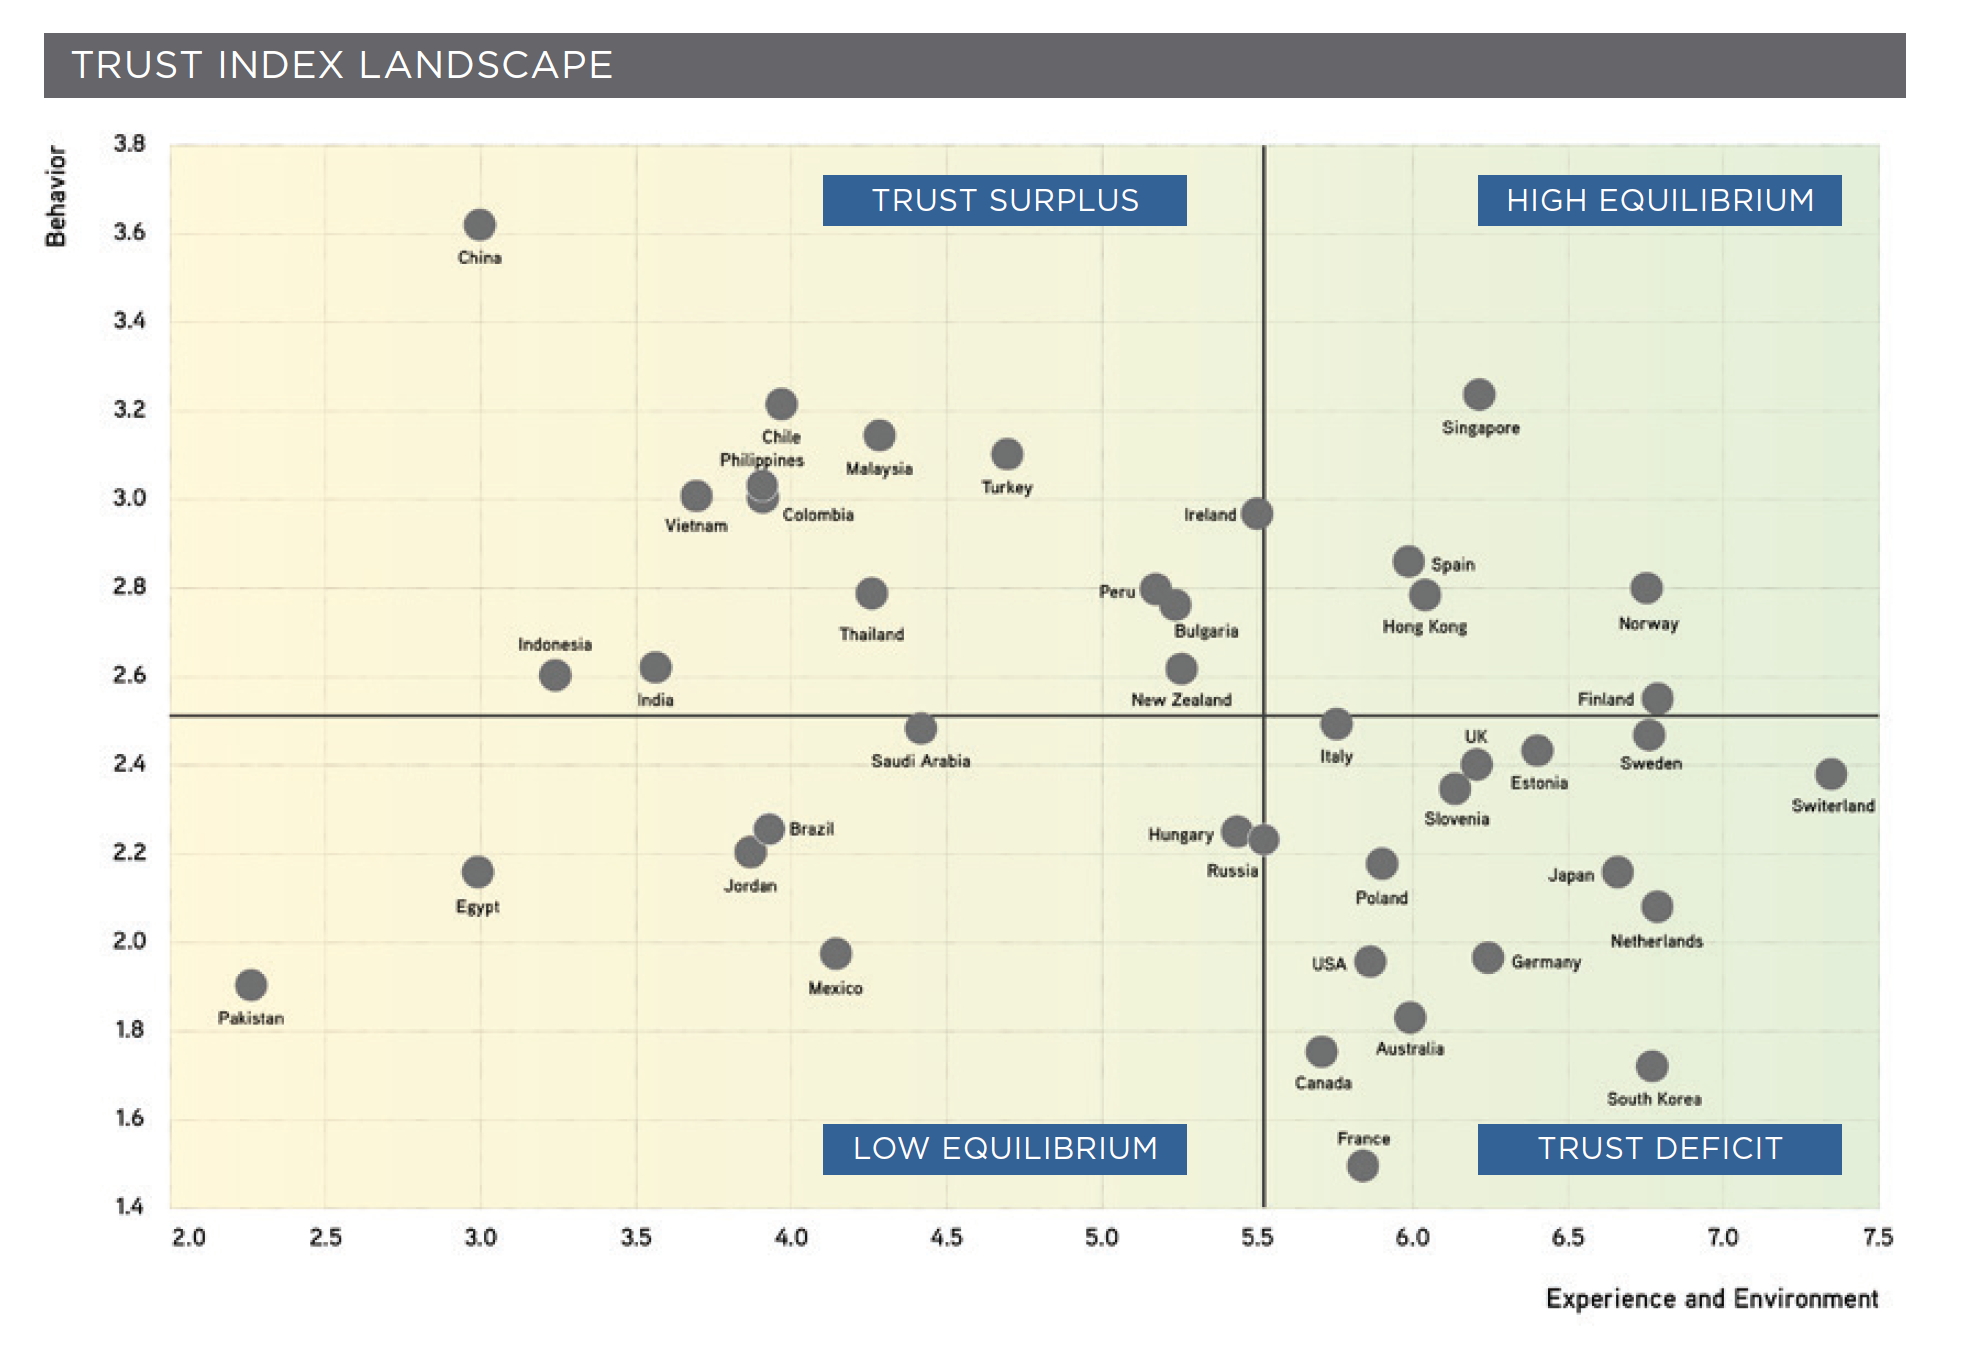 TRUST INDEX LANDSCAPE
Behavior
3.8
3.6
3.4
3.2
3.0
2.8
2.6
2.4
2.2
2.0
1.8
1.6
1.4
TRUST SURPLUS
HIGH EQUILIBRIUM
China
Singapore
Chile
Philippines
Malaysia
Turkey
Vietnam
Colombia
Ireland
Spain
Peru
Thailand
Bulgaria
Hong Kong
Norway
Indonesia
India
New Zealand
Finland
Saudi Arabia
Italy
UK
Estonia
Sweden
Switerland
Slovenia
Brazil
Hungary
Jordan
Russia
Egypt
Poland
Japan
Netherlands
USA
Germany
Mexico
Pakistan
Australia
Canada
South Korea
France
LOW EQUILIBRIUM
TRUST DEFICIT
2.0 2.5 3.0 3.5 4.0 4.5 5.0 5.5 6.0 6.5 7.0 7.5
Experience and Environment